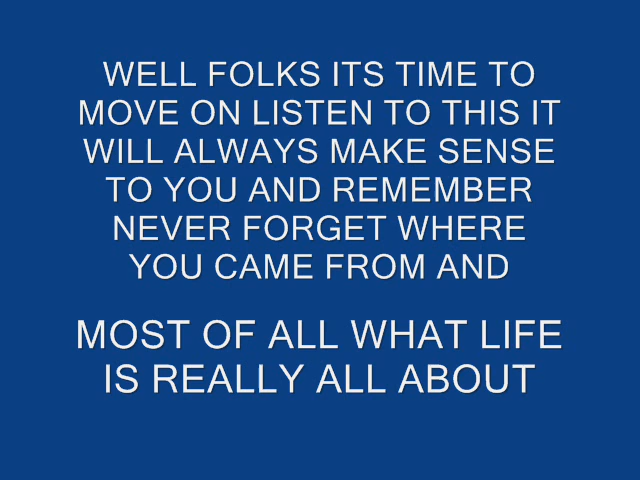 WELL FOLKS ITS TIME TO
MOVE ON LISTEN TO THIS IT
WILL ALWAYS MAKE SENSE
TO YOU AND REMEMBER
NEVER FORGET WHERE
YOU CAME FROM AND
MOST OF ALL WHAT LIFE
IS REALLY ALL ABOUT